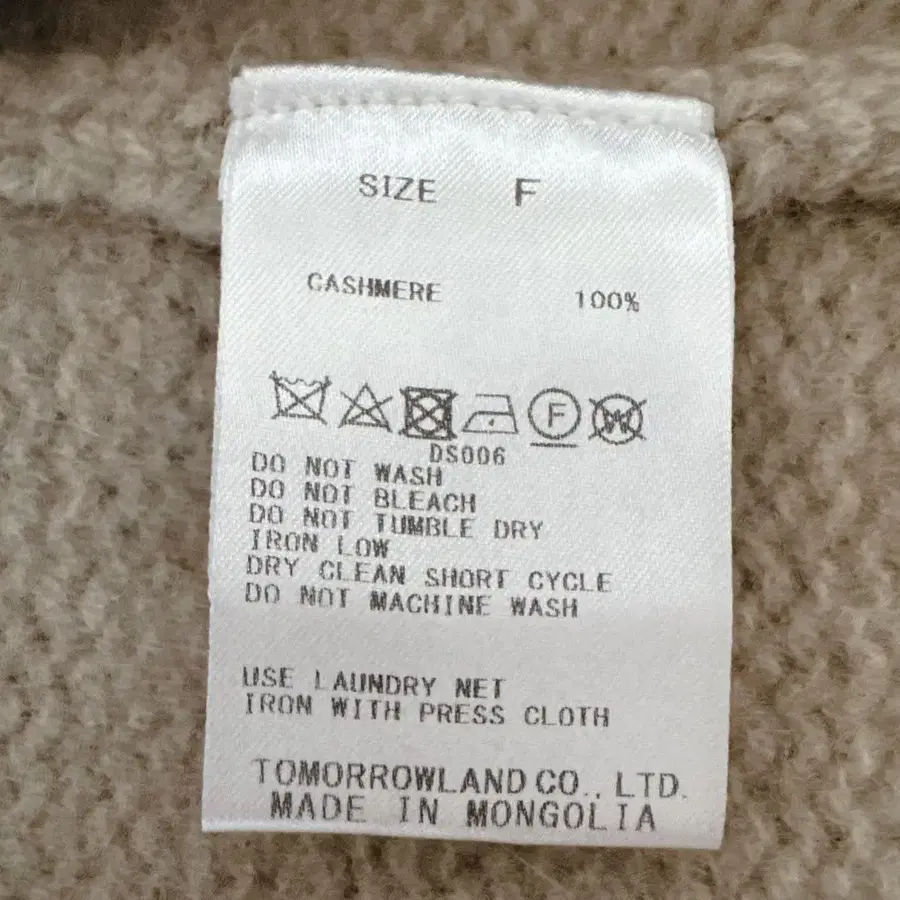 SIZE F
CASHMERE 100%
F W
DS006
DO NOT WASH
DO NOT BLEACH
DO NOT TUMBLE DRY
IRON LOW
DRY CLEAN SHORT CYCLE
DO NOT MACHINE WASH
USE LAUNDRY NET
IRON WITH PRESS CLOTH
TOMORROWLAND CO., LTD.
MADE IN MONGOLIA